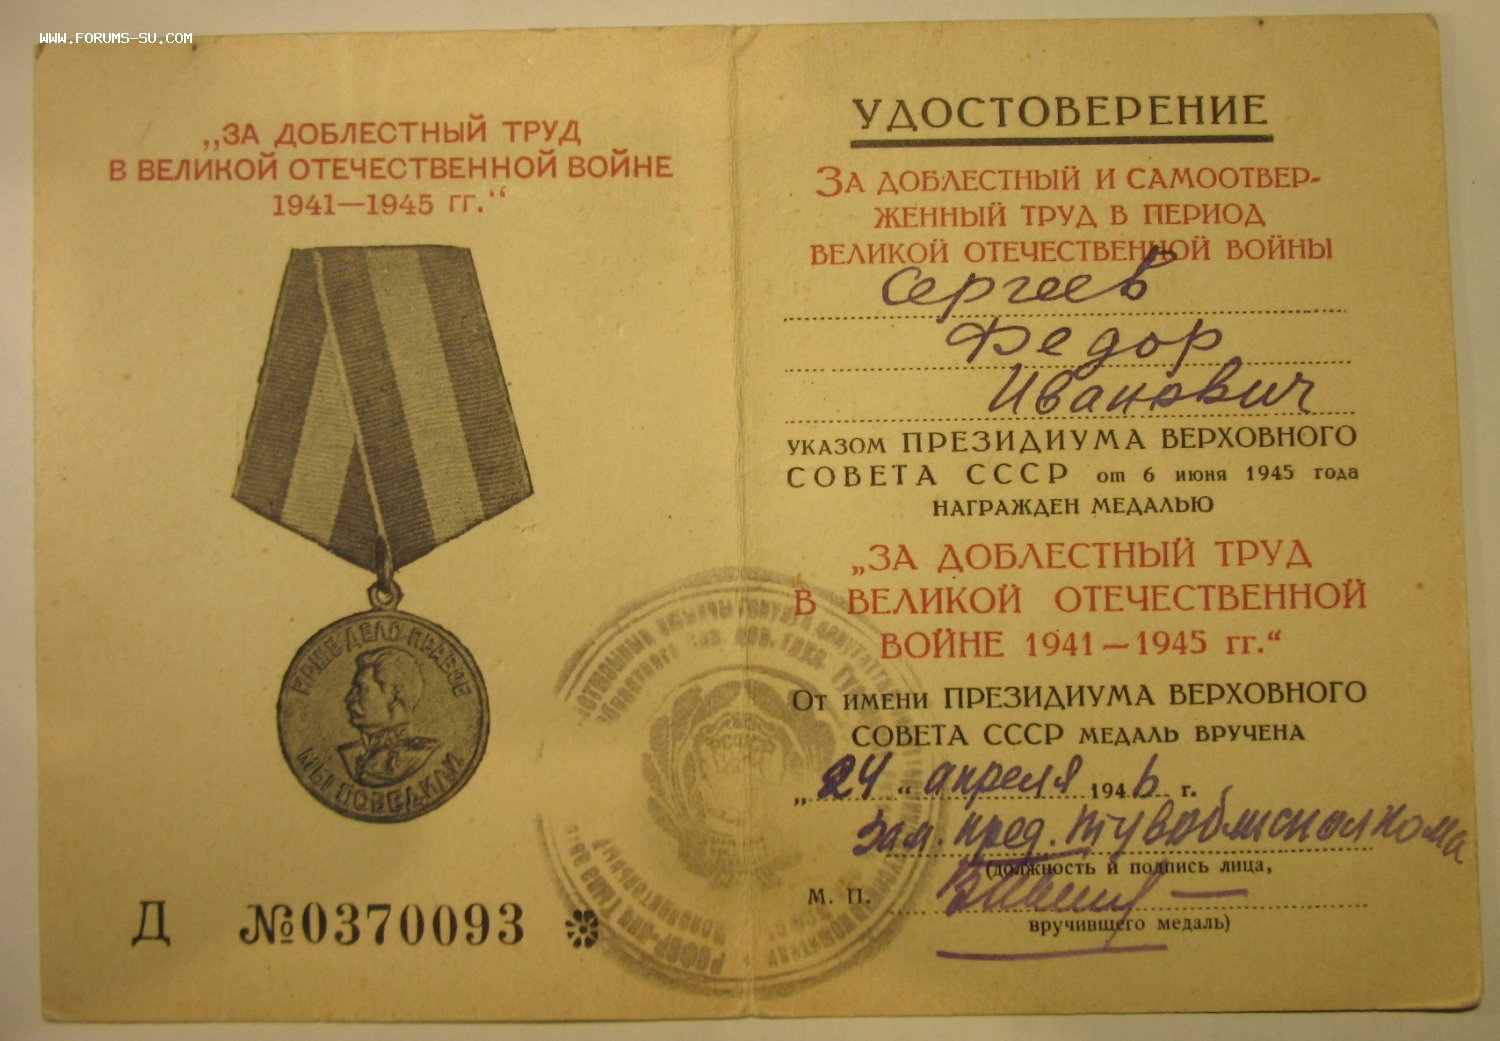 WWW.FORUMS-SU.COM
„ЗА ДОБЛЕСТНЫЙ ТРУД
В ВЕЛИКОЙ ОТЕЧЕСТВЕННОЙ ВОЙНЕ
1941—1945 гг.“
НАШЕ ДЕЛО ПРАВОЕ
МЫ ПОБЕДИЛИ
Д №0370093
УДОСТОВЕРЕНИЕ
ЗА ДОБЛЕСТНЫЙ И САМООТВЕР-
ЖЕННЫЙ ТРУД В ПЕРИОД
ВЕЛИКОЙ ОТЕЧЕСТВЕННОЙ ВОЙНЫ
Сергеев
Федор
Иванович
УКАЗОМ ПРЕЗИДИУМА ВЕРХОВНОГО
СОВЕТА СССР от 6 июня 1945 года
НАГРАЖДЕН МЕДАЛЬЮ
„ЗА ДОБЛЕСТНЫЙ ТРУД
В ВЕЛИКОЙ ОТЕЧЕСТВЕННОЙ
ВОЙНЕ 1941—1945 гг.“
От имени ПРЕЗИДИУМА ВЕРХОВНОГО
СОВЕТА СССР МЕДАЛЬ ВРУЧЕНА
„24“ апреля 1946 г.
Зам. пред. Тувоблисполкома
(должность и подпись лица,
М. П.
вручившего медаль)
РСФСР